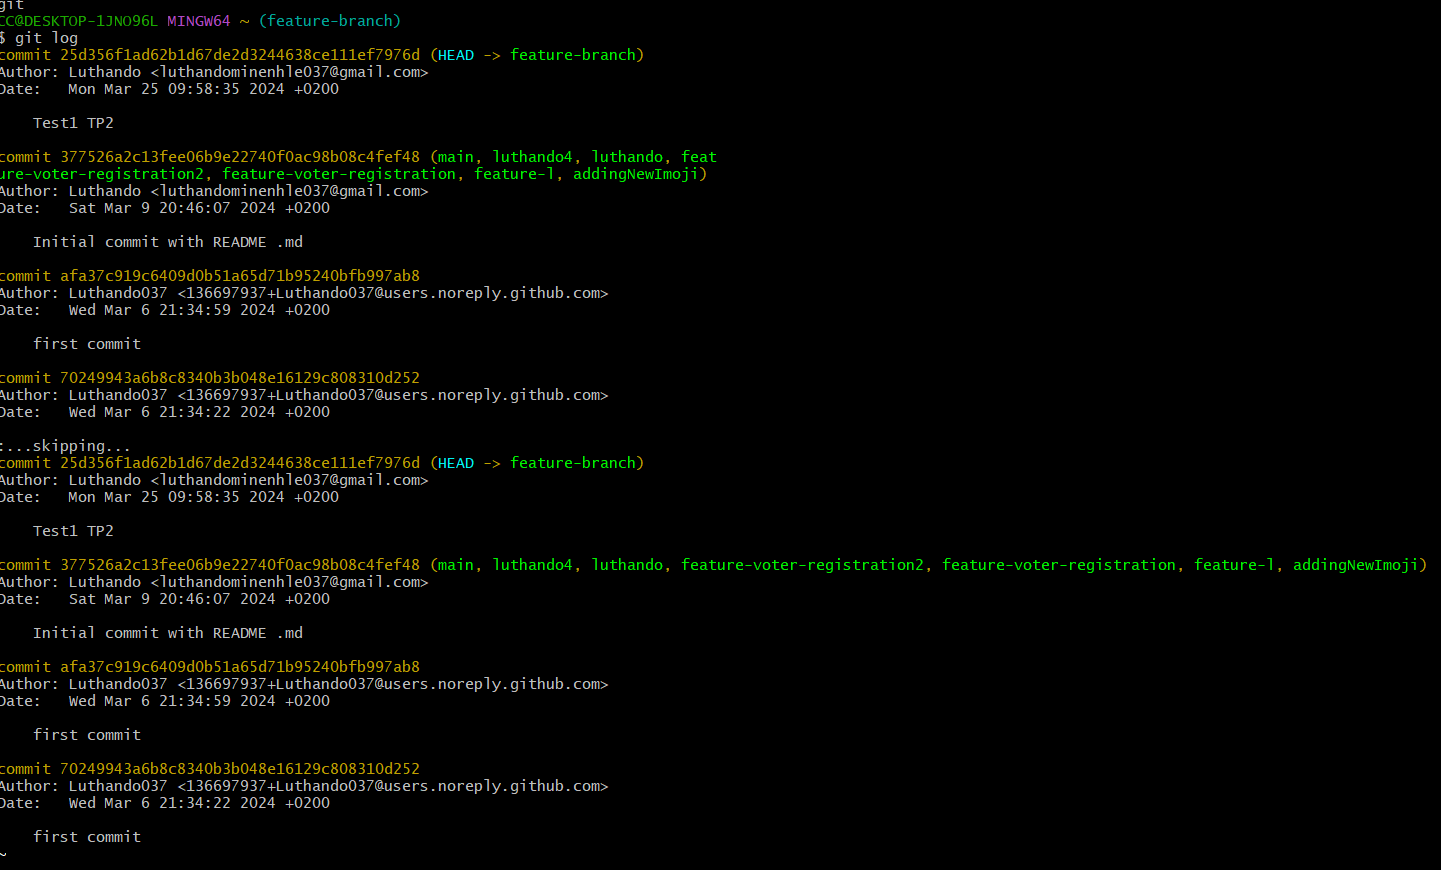 git
CC@DESKTOP-1JNO96L MINGW64 ~ (feature-branch)
$ git log
commit 25d356f1ad62b1d67de2d3244638ce111ef7976d (HEAD -> feature-branch)
Author: Luthando <luthandominenhle037@gmail.com>
Date:   Mon Mar 25 09:58:35 2024 +0200
    Test1 TP2
commit 377526a2c13fee06b9e22740f0ac98b08c4fef48 (main, luthando4, luthando, feat
ure-voter-registration2, feature-voter-registration, feature-l, addingNewImoji)
Author: Luthando <luthandominenhle037@gmail.com>
Date:   Sat Mar 9 20:46:07 2024 +0200
    Initial commit with README .md
commit afa37c919c6409d0b51a65d71b95240bfb997ab8
Author: Luthando037 <136697937+Luthando037@users.noreply.github.com>
Date:   Wed Mar 6 21:34:59 2024 +0200
    first commit
commit 70249943a6b8c8340b3b048e16129c808310d252
Author: Luthando037 <136697937+Luthando037@users.noreply.github.com>
Date:   Wed Mar 6 21:34:22 2024 +0200
:...skipping...
commit 25d356f1ad62b1d67de2d3244638ce111ef7976d (HEAD -> feature-branch)
Author: Luthando <luthandominenhle037@gmail.com>
Date:   Mon Mar 25 09:58:35 2024 +0200
    Test1 TP2
commit 377526a2c13fee06b9e22740f0ac98b08c4fef48 (main, luthando4, luthando, feature-voter-registration2, feature-voter-registration, feature-l, addingNewImoji)
Author: Luthando <luthandominenhle037@gmail.com>
Date:   Sat Mar 9 20:46:07 2024 +0200
    Initial commit with README .md
commit afa37c919c6409d0b51a65d71b95240bfb997ab8
Author: Luthando037 <136697937+Luthando037@users.noreply.github.com>
Date:   Wed Mar 6 21:34:59 2024 +0200
    first commit
commit 70249943a6b8c8340b3b048e16129c808310d252
Author: Luthando037 <136697937+Luthando037@users.noreply.github.com>
Date:   Wed Mar 6 21:34:22 2024 +0200
    first commit
~